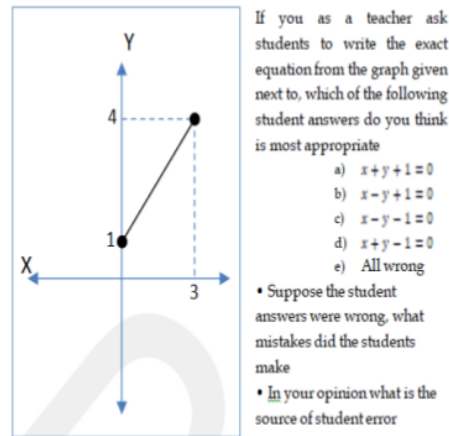 Y
4
1
X
3
If you as a teacher ask
students to write the exact
equation from the graph given
next to, which of the following
student answers do you think
is most appropriate
a) x+y+1=0
b) x−y+1=0
c) x−y−1=0
d) x+y−1=0
e) All wrong
• Suppose the student
answers were wrong, what
mistakes did the students
make
• In your opinion what is the
source of student error